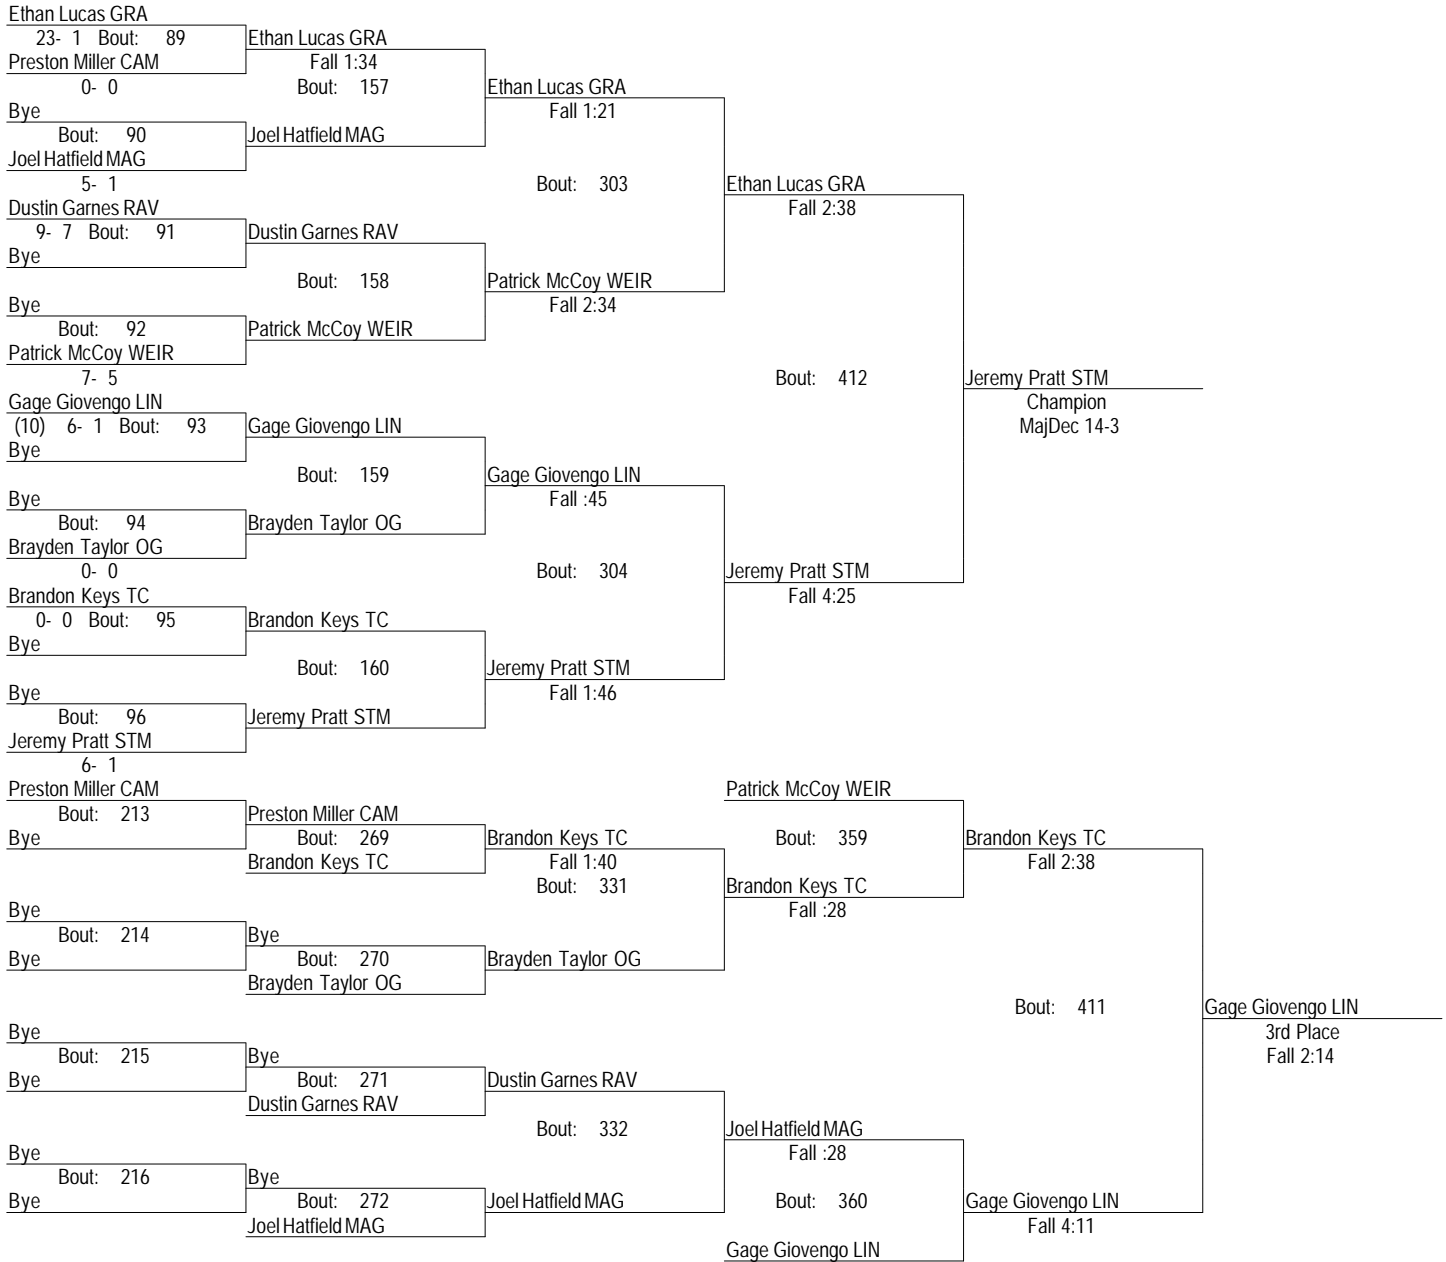 Ethan Lucas GRA
23- 1 Bout: 89 Ethan Lucas GRA
Preston Miller CAM Fall 1:34
0- 0 Bout: 157 Ethan Lucas GRA
Bye Fall 1:21
Bout: 90 Joel Hatfield MAG
Joel Hatfield MAG
5- 1 Bout: 303 Ethan Lucas GRA
Dustin Garnes RAV Fall 2:38
9- 7 Bout: 91 Dustin Garnes RAV
Bye
Bout: 158 Patrick McCoy WEIR
Bye Fall 2:34
Bout: 92 Patrick McCoy WEIR
Patrick McCoy WEIR
7- 5 Bout: 412 Jeremy Pratt STM
Gage Giovengo LIN Champion
(10) 6- 1 Bout: 93 Gage Giovengo LIN MajDec 14-3
Bye
Bout: 159 Gage Giovengo LIN
Bye Fall :45
Bout: 94 Brayden Taylor OG
Brayden Taylor OG
0- 0 Bout: 304 Jeremy Pratt STM
Brandon Keys TC Fall 4:25
0- 0 Bout: 95 Brandon Keys TC
Bye
Bout: 160 Jeremy Pratt STM
Bye Fall 1:46
Bout: 96 Jeremy Pratt STM
Jeremy Pratt STM
6- 1
Preston Miller CAM Patrick McCoy WEIR
Bout: 213 Preston Miller CAM
Bye Bout: 269 Brandon Keys TC Bout: 359 Brandon Keys TC
Brandon Keys TC Fall 1:40 Fall 2:38
Bout: 331 Brandon Keys TC
Bye Fall :28
Bout: 214 Bye
Bye Bout: 270 Brayden Taylor OG
Brayden Taylor OG
Bout: 411 Gage Giovengo LIN
Bye 3rd Place
Bout: 215 Bye Fall 2:14
Bye Bout: 271 Dustin Garnes RAV
Dustin Garnes RAV
Bout: 332 Joel Hatfield MAG
Bye Fall :28
Bout: 216 Bye
Bye Bout: 272 Joel Hatfield MAG Bout: 360 Gage Giovengo LIN
Joel Hatfield MAG Fall 4:11
Gage Giovengo LIN